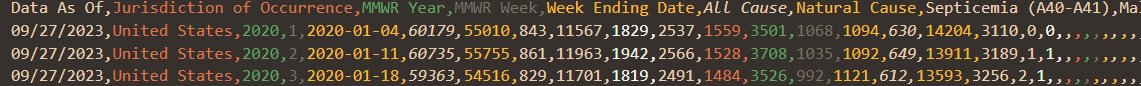 Data As Of,Jurisdiction of Occurrence,MMWR Year,MMWR Week,Week Ending Date,All Cause,Natural Cause,Septicemia (A40-A41),Mal
09/27/2023,United States,2020,1,2020-01-04,60179,55010,843,11567,1829,2537,1559,3501,1068,1094,630,14204,3110,0,0,,,,,,,,,
09/27/2023,United States,2020,2,2020-01-11,60735,55755,861,11963,1942,2566,1528,3708,1035,1092,649,13911,3189,1,1,,,,,,,,,
09/27/2023,United States,2020,3,2020-01-18,59363,54516,829,11701,1819,2491,1484,3526,992,1121,612,13593,3256,2,1,,,,,,,,,,